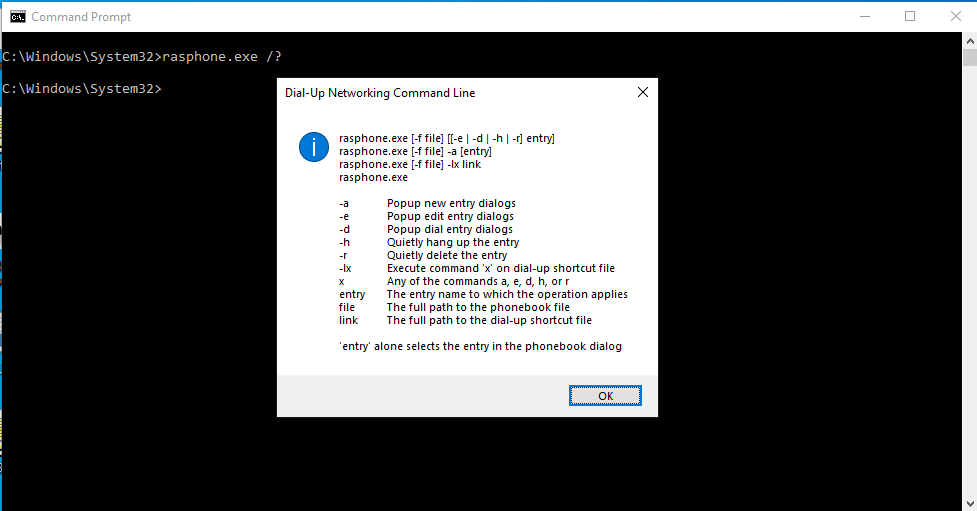 Command Prompt
C:\Windows\System32>rasphone.exe /?
C:\Windows\System32>
Dial-Up Networking Command Line
rasphone.exe [-f file] [[-e | -d | -h | -r] entry]
rasphone.exe [-f file] -a [entry]
rasphone.exe [-f file] -lx link
rasphone.exe
-a Popup new entry dialogs
-e Popup edit entry dialogs
-d Popup dial entry dialogs
-h Quietly hang up the entry
-r Quietly delete the entry
-lx Execute command 'x' on dial-up shortcut file
x Any of the commands a, e, d, h, or r
entry The entry name to which the operation applies
file The full path to the phonebook file
link The full path to the dial-up shortcut file
'entry' alone selects the entry in the phonebook dialog
OK